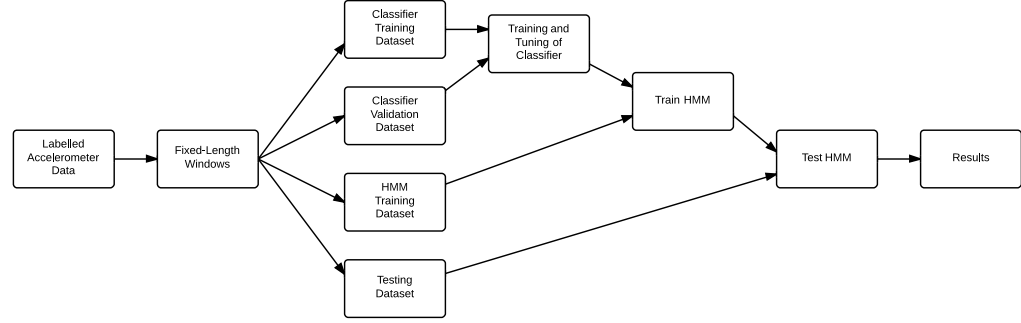 Labelled
Accelerometer
Data
Fixed-Length
Windows
Classifier
Training
Dataset
Classifier
Validation
Dataset
HMM
Training
Dataset
Testing
Dataset
Training and
Tuning of
Classifier
Train HMM
Test HMM
Results